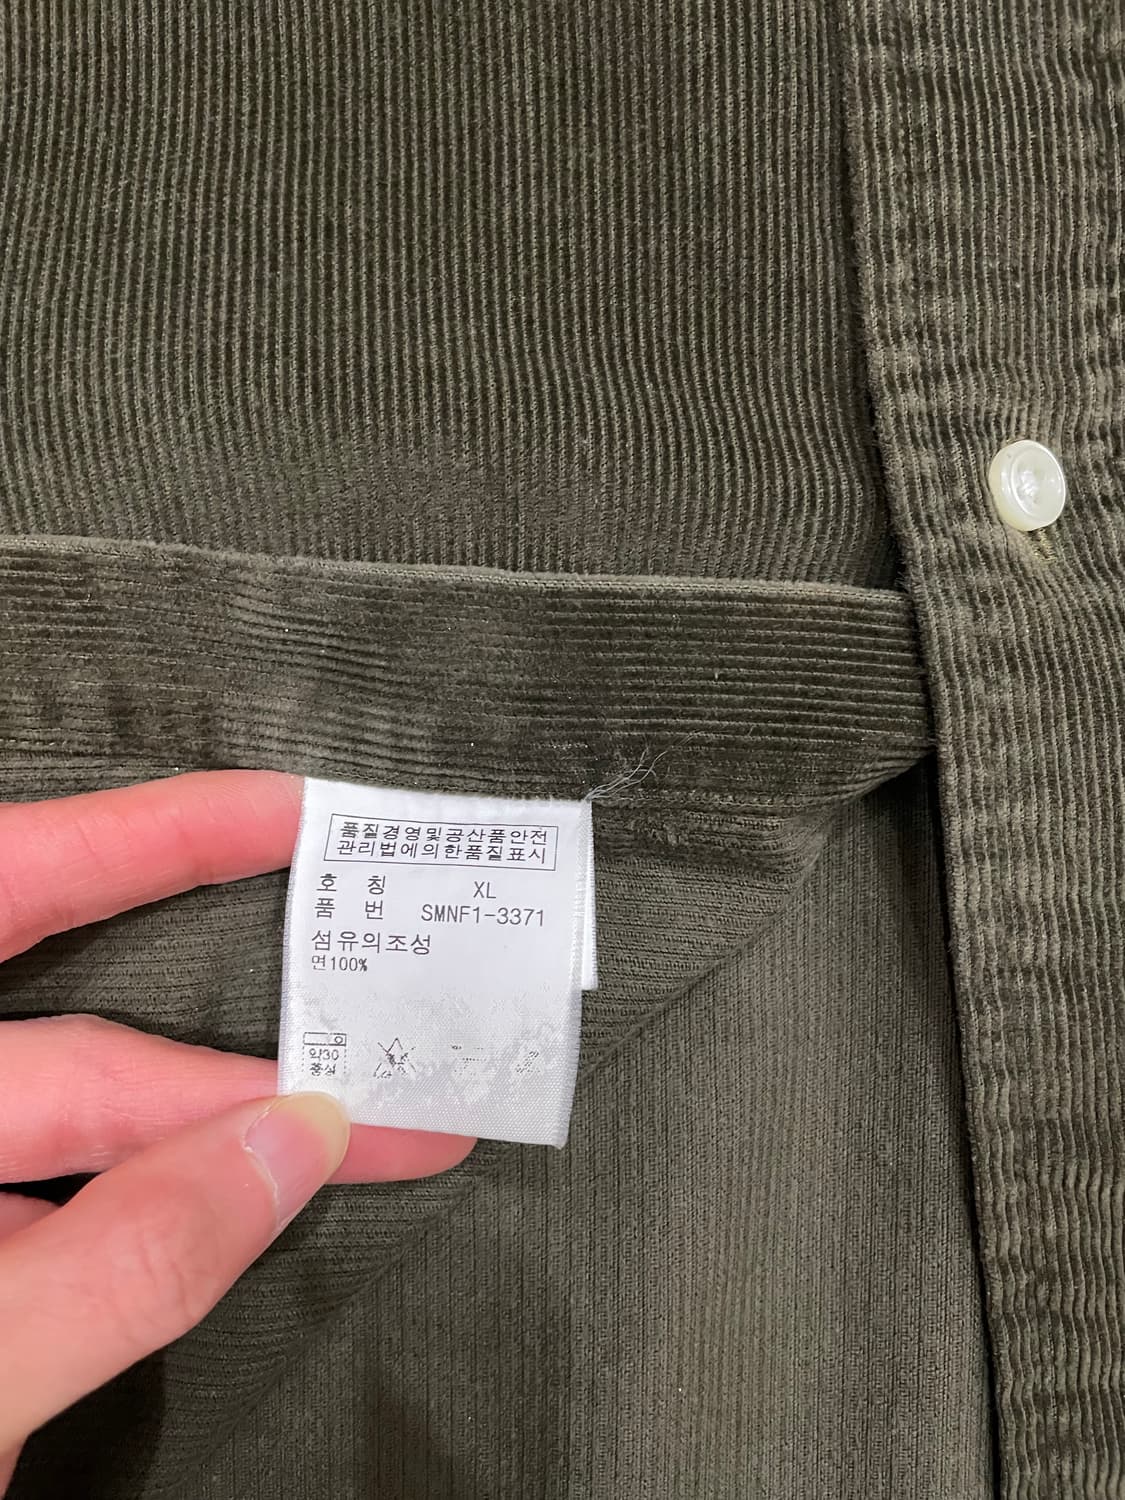 품질경영및공산품안전
관리법에의한품질표시
호 칭 XL
품 번 SMNF1-3371
섬유의조성
면100%
약30
중성